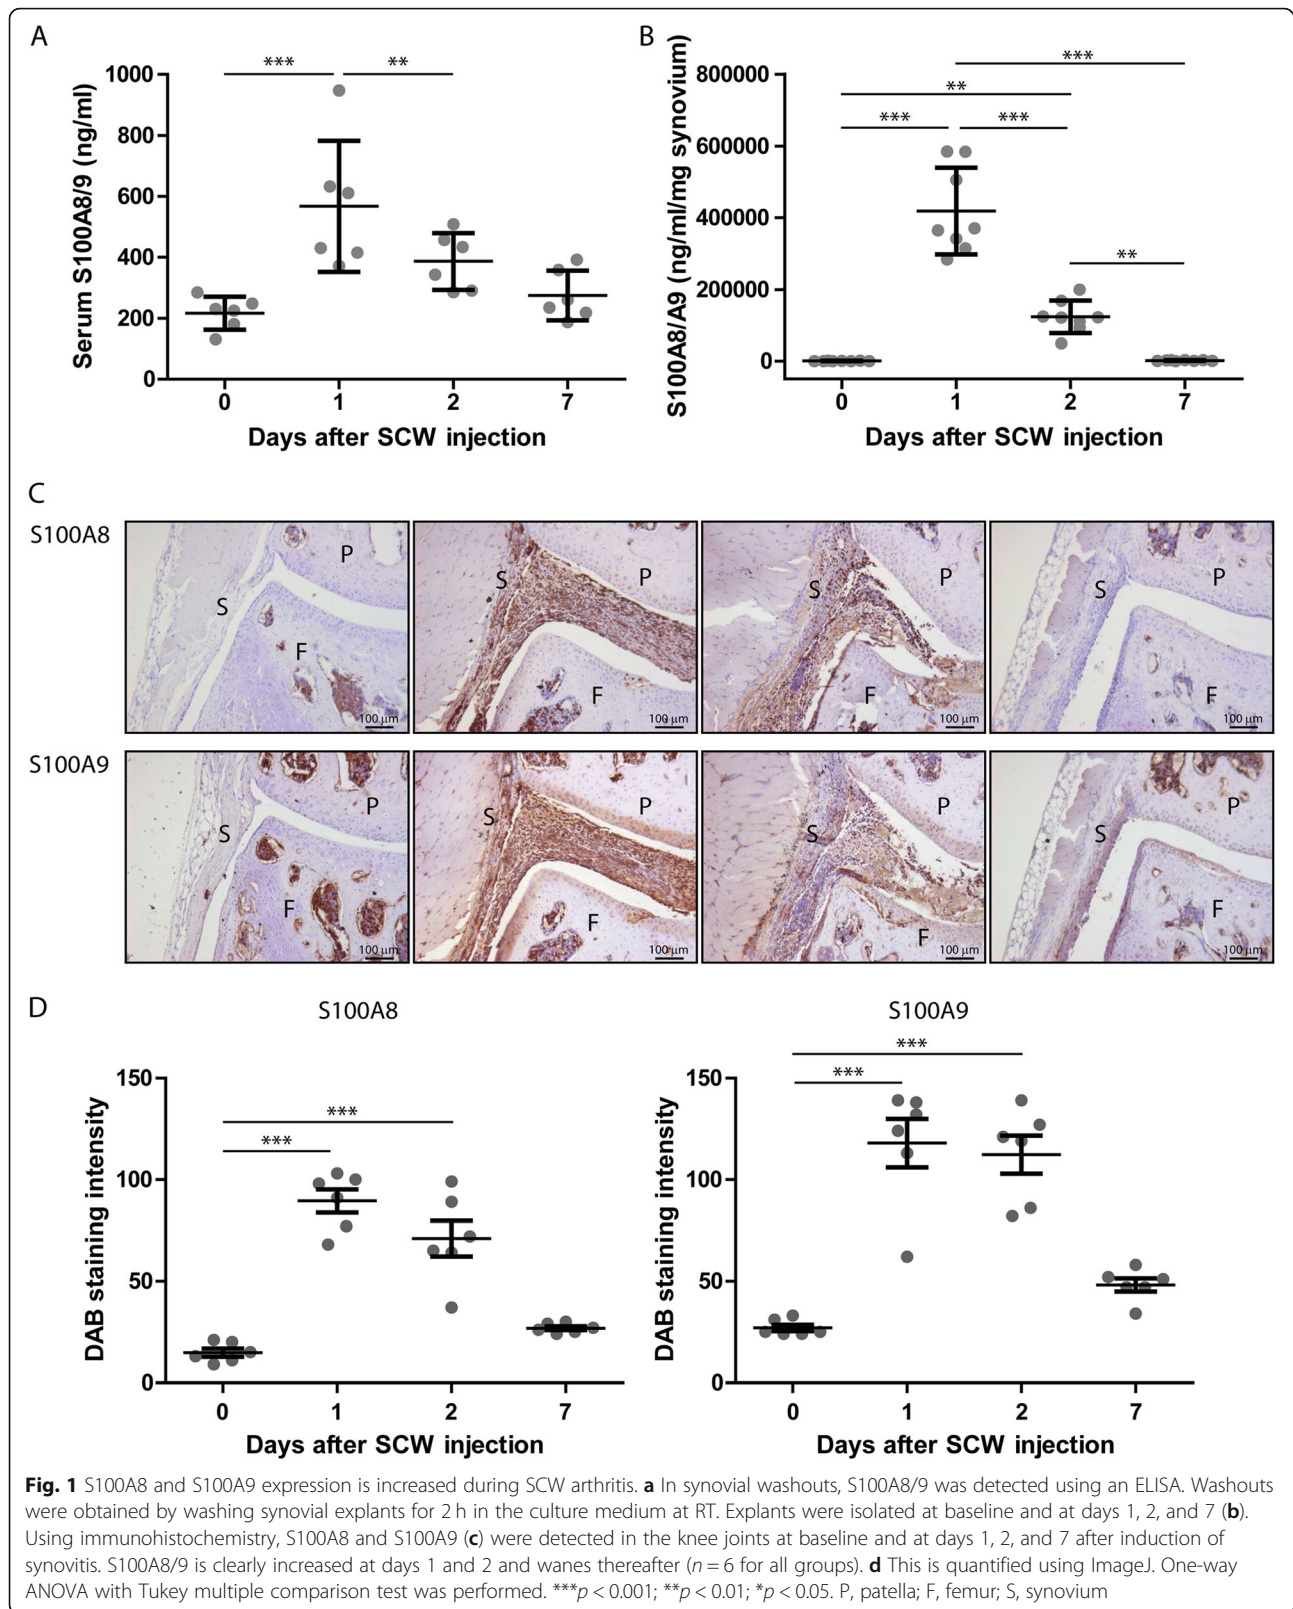 A
Serum S100A8/9 (ng/ml)
1000
800
600
400
200
0
***
**
0 1 2 7
Days after SCW injection
B
S100A8/A9 (ng/ml/mg synovium)
800000
600000
400000
200000
0
***
**
*** ***
**
0 1 2 7
Days after SCW injection
C
S100A8
P S F 100 µm
S P F 100 µm
S P F 100 µm
S P F 100 µm
S100A9
P S F 100 µm
S P F 100 µm
P S F 100 µm
S P F 100 µm
D
S100A8
DAB staining intensity
150
100
50
0
***
***
0 1 2 7
Days after SCW injection
S100A9
DAB staining intensity
150
100
50
0
***
***
0 1 2 7
Days after SCW injection
Fig. 1 S100A8 and S100A9 expression is increased during SCW arthritis. a In synovial washouts, S100A8/9 was detected using an ELISA. Washouts
were obtained by washing synovial explants for 2 h in the culture medium at RT. Explants were isolated at baseline and at days 1, 2, and 7 (b).
Using immunohistochemistry, S100A8 and S100A9 (c) were detected in the knee joints at baseline and at days 1, 2, and 7 after induction of
synovitis. S100A8/9 is clearly increased at days 1 and 2 and wanes thereafter (n = 6 for all groups). d This is quantified using ImageJ. One-way
ANOVA with Tukey multiple comparison test was performed. ***p < 0.001; **p < 0.01; *p < 0.05. P, patella; F, femur; S, synovium